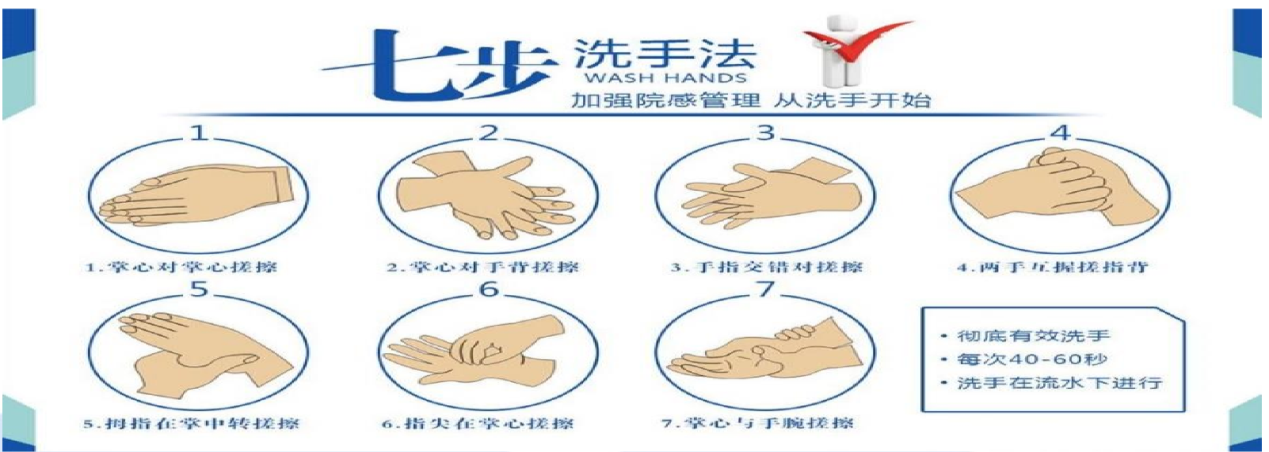 七步 洗手法
WASH HANDS
加强院感管理 从洗手开始
1
2
3
4
1.掌心对掌心搓擦
2.掌心对手背搓擦
3.手指交错对搓擦
4.两手互握搓指背
5
6
7
5.拇指在掌中转搓擦
6.指尖在掌心搓擦
7.掌心与手腕搓擦
• 彻底有效洗手
• 每次40-60秒
• 洗手在流水下进行